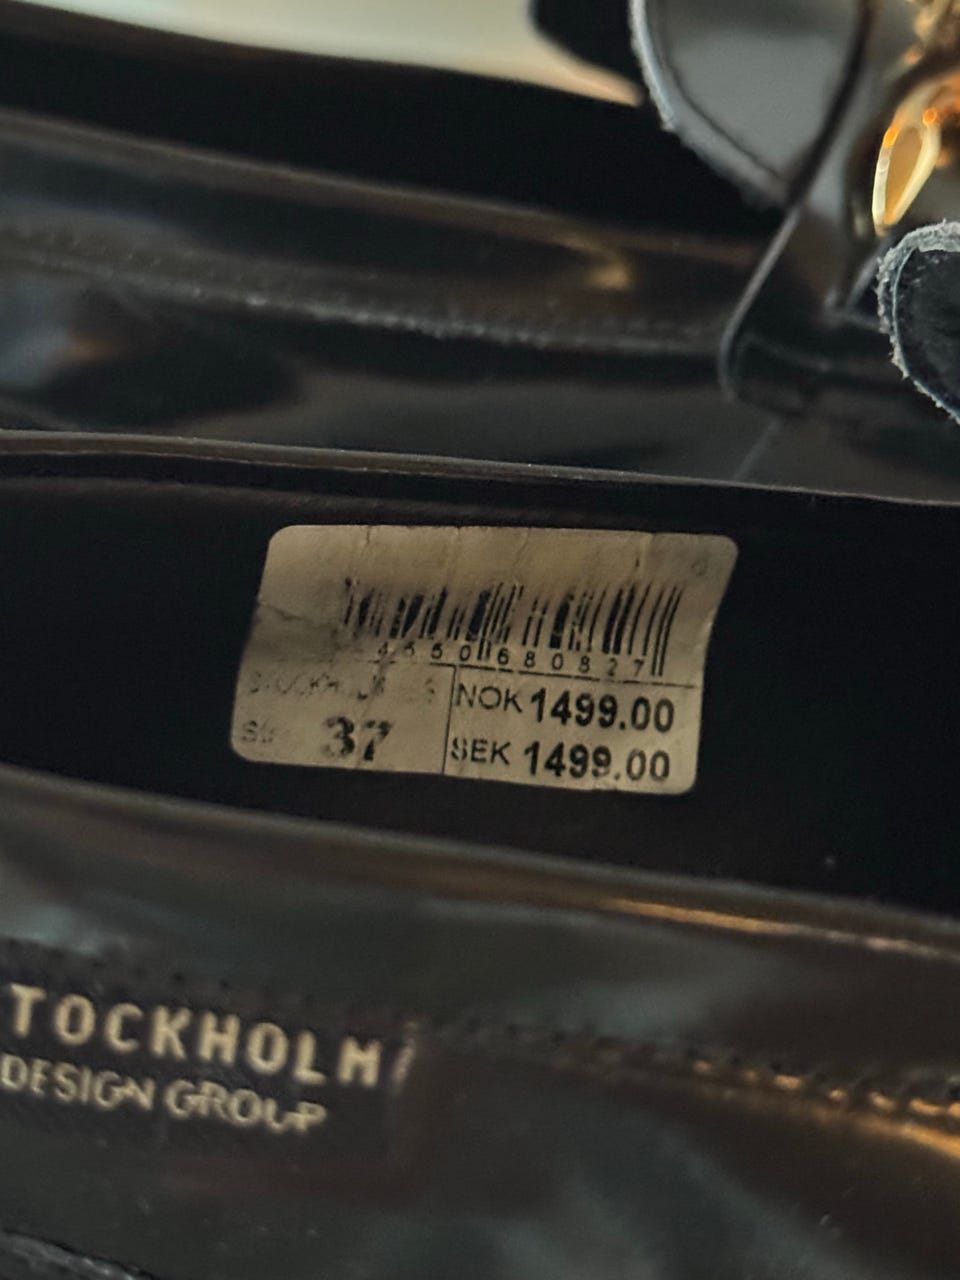 4550680827
NOK 1499.00
SEK 1499.00
37
TOCKHOLM
DESIGN GROUP